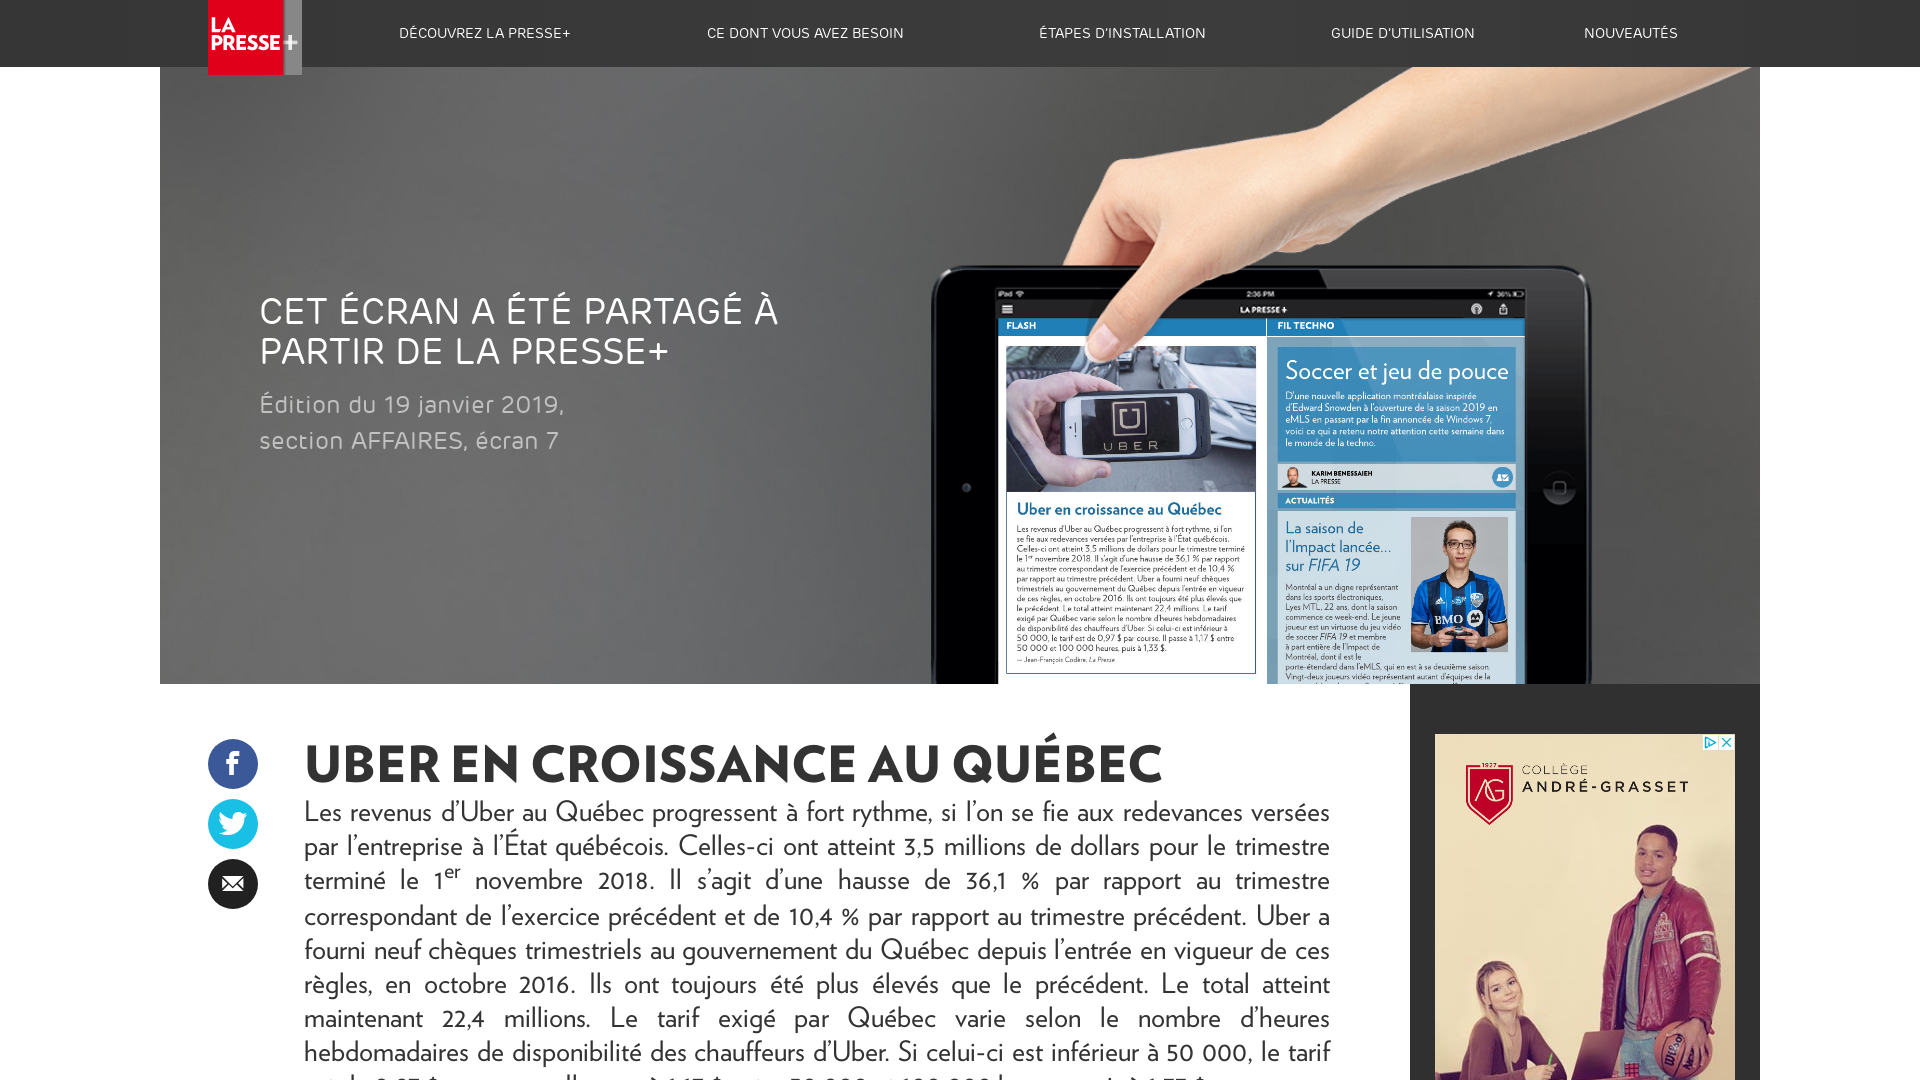 LA PRESSE+
DÉCOUVREZ LA PRESSE+
CE DONT VOUS AVEZ BESOIN
ÉTAPES D'INSTALLATION
GUIDE D'UTILISATION
NOUVEAUTÉS
CET ÉCRAN A ÉTÉ PARTAGÉ À
PARTIR DE LA PRESSE+
Édition du 19 janvier 2019,
section AFFAIRES, écran 7
iPad
2:36 PM
36%
LA PRESSE+
FLASH
UBER
Uber en croissance au Québec
Les revenus d'Uber au Québec progressent à fort rythme, si l'on
se fie aux redevances versées par l'entreprise à l'État québécois.
Celles-ci ont atteint 3,5 millions de dollars pour le trimestre terminé
le 1er novembre 2018. Il s'agit d'une hausse de 36,1 % par rapport
au trimestre correspondant de l'exercice précédent et de 10,4 %
par rapport au trimestre précédent. Uber a fourni neuf chèques
trimestriels au gouvernement du Québec depuis l'entrée en vigueur
de ces règles, en octobre 2016. Ils ont toujours été plus élevés que
le précédent. Le total atteint maintenant 22,4 millions. Le tarif
exigé par Québec varie selon le nombre d'heures hebdomadaires
de disponibilité des chauffeurs d'Uber. Si celui-ci est inférieur à
50 000, le tarif est de 0,97 $ par course. Il passe à 1,17 $ entre
50 000 et 100 000 heures, puis à 1,33 $.
— Jean-François Codère, La Presse
FIL TECHNO
Soccer et jeu de pouce
D'une nouvelle application montréalaise inspirée
d'Edward Snowden à l'ouverture de la saison 2019 en
eMLS en passant par la fin annoncée de Windows 7,
voici ce qui a retenu notre attention cette semaine dans
le monde de la techno.
KARIM BENESSAIEH
LA PRESSE
ACTUALITÉS
La saison de
l'Impact lancée…
sur FIFA 19
Montréal a un digne représentant
dans les sports électroniques,
Lyes MTL, 22 ans, dont la saison
commence ce week-end. Le jeune
joueur est un virtuose du jeu vidéo
de soccer FIFA 19 et membre
à part entière de l'Impact de
Montréal, dont il est le
porte-étendard dans l'eMLS, qui en est à sa deuxième saison.
Vingt-deux joueurs vidéo représentant autant d'équipes de la
BMO
UBER EN CROISSANCE AU QUÉBEC
Les revenus d'Uber au Québec progressent à fort rythme, si l'on se fie aux redevances versées
par l'entreprise à l'État québécois. Celles-ci ont atteint 3,5 millions de dollars pour le trimestre
terminé le 1er novembre 2018. Il s'agit d'une hausse de 36,1 % par rapport au trimestre
correspondant de l'exercice précédent et de 10,4 % par rapport au trimestre précédent. Uber a
fourni neuf chèques trimestriels au gouvernement du Québec depuis l'entrée en vigueur de ces
règles, en octobre 2016. Ils ont toujours été plus élevés que le précédent. Le total atteint
maintenant 22,4 millions. Le tarif exigé par Québec varie selon le nombre d'heures
hebdomadaires de disponibilité des chauffeurs d'Uber. Si celui-ci est inférieur à 50 000, le tarif
1927
AG
COLLÈGE
ANDRÉ-GRASSET
Wilson